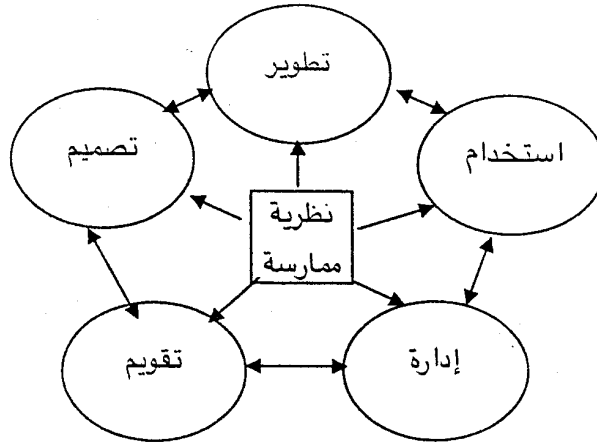 تطوير
استخدام
تصميم
نظرية
ممارسة
إدارة
تقويم